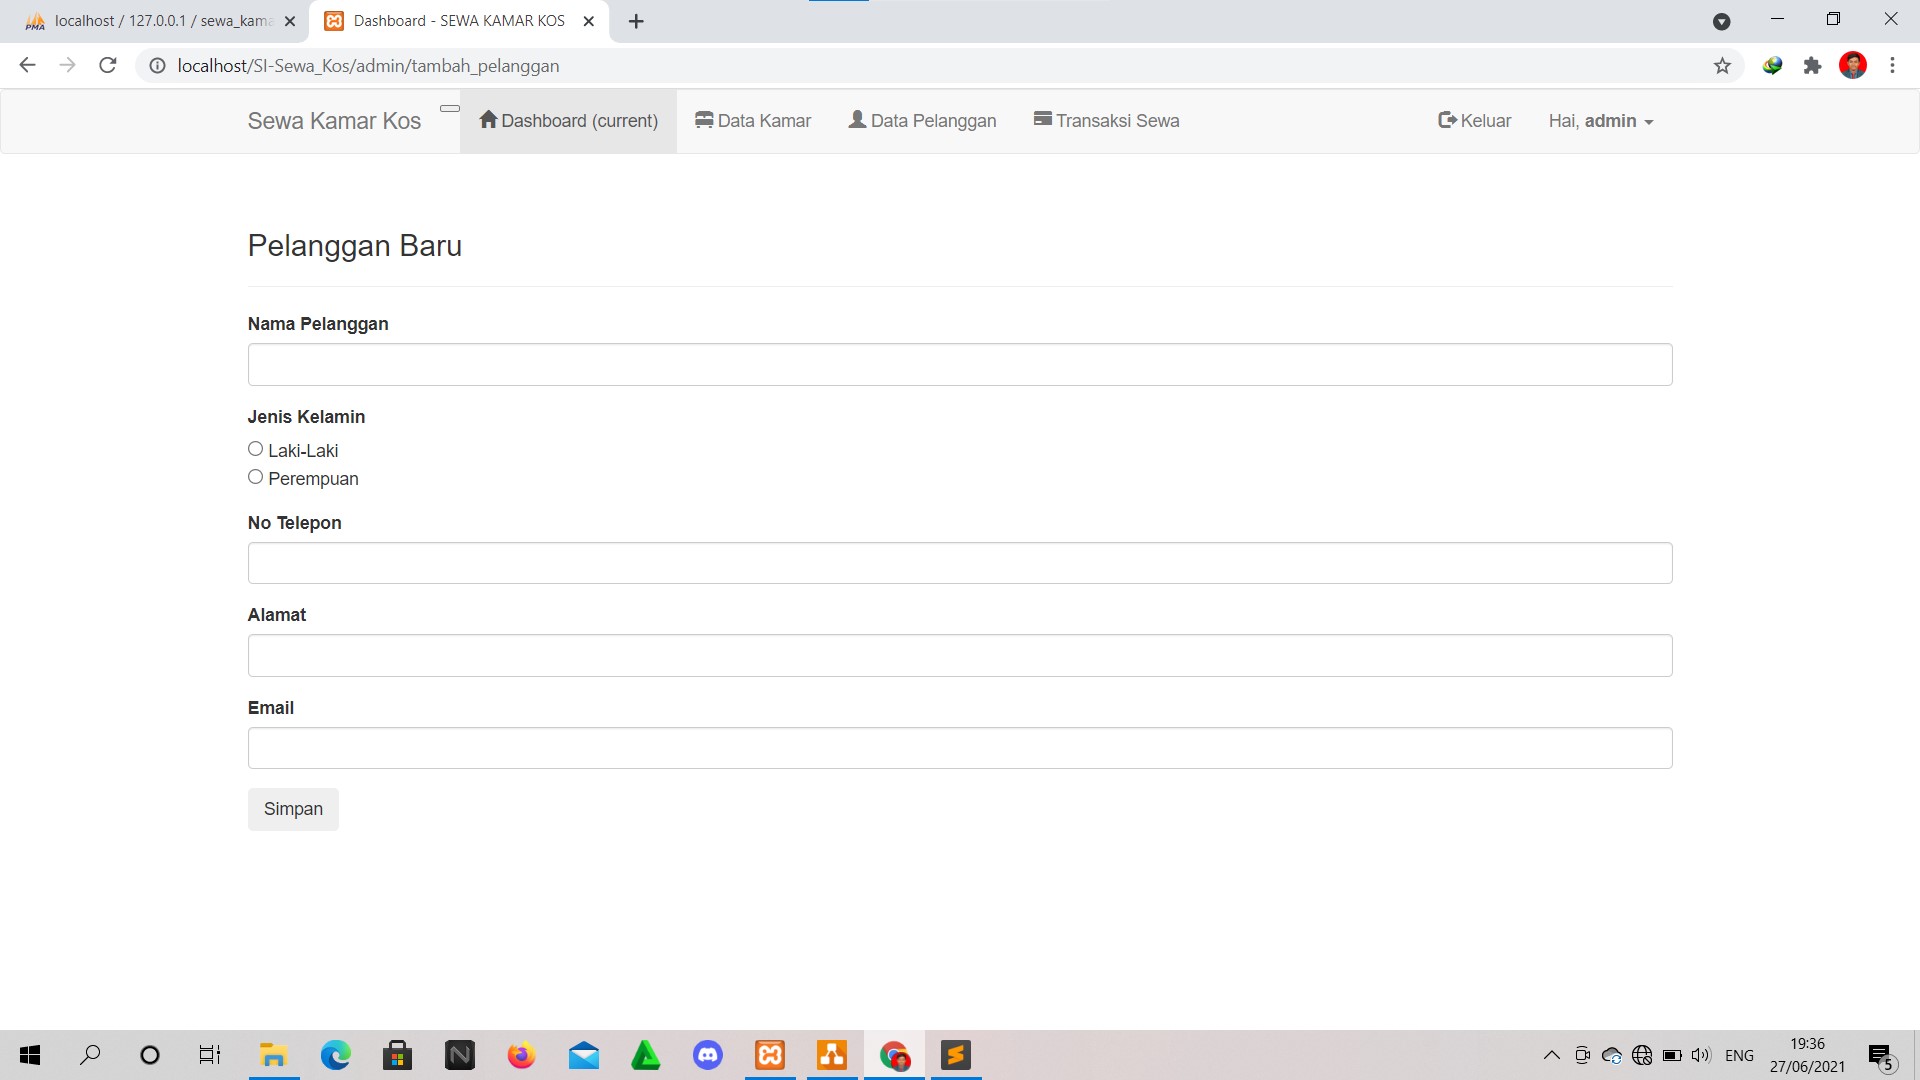 localhost / 127.0.0.1 / sewa_kama
Dashboard - SEWA KAMAR KOS
localhost/SI-Sewa_Kos/admin/tambah_pelanggan
Sewa Kamar Kos
Dashboard (current)
Data Kamar
Data Pelanggan
Transaksi Sewa
Keluar
Hai, admin
Pelanggan Baru
Nama Pelanggan
Jenis Kelamin
Laki-Laki
Perempuan
No Telepon
Alamat
Email
Simpan
ENG
19:36
27/06/2021
5